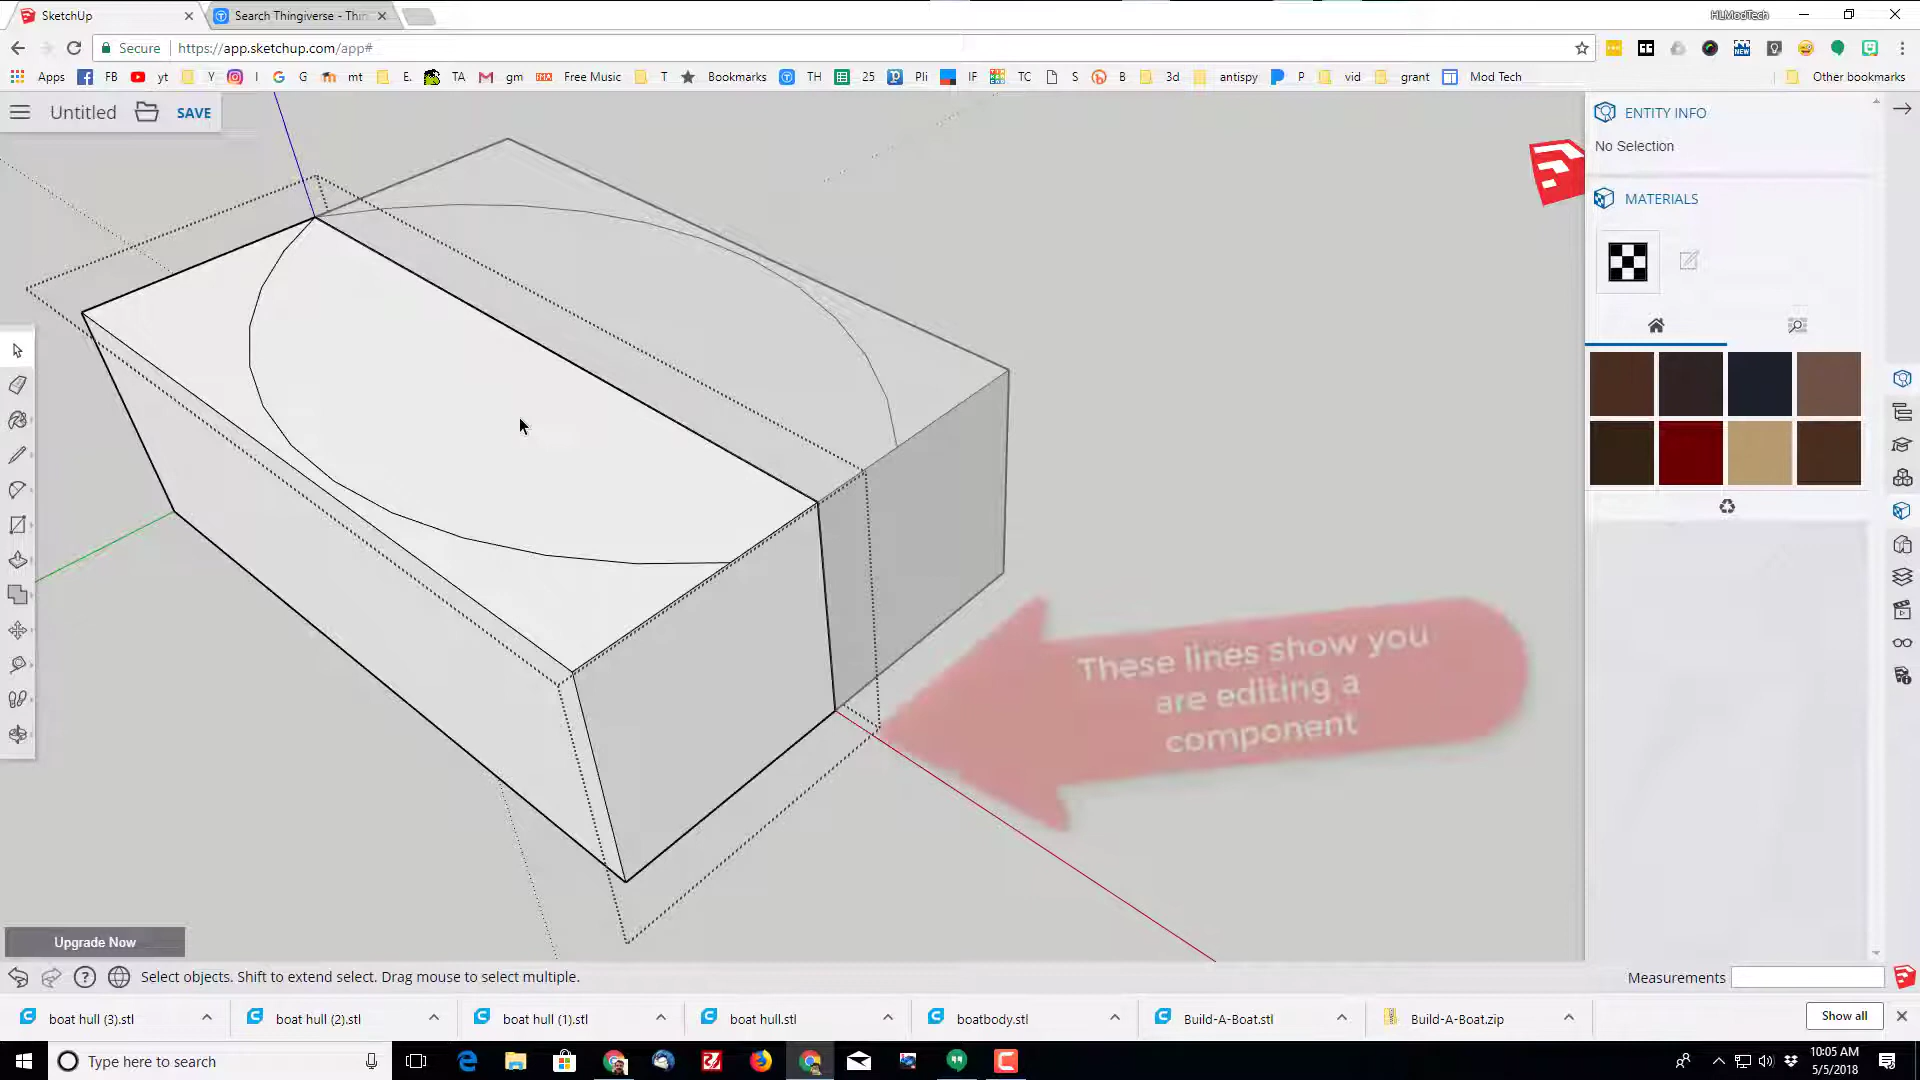 SketchUp
Search Thingiverse - Thin
HLModTech
Secure
https://app.sketchup.com/app#
Apps FB yt Y I G G mt E. TA gm IMA Free Music T Bookmarks TH 25 Pli IF TC S B 3d antispy P vid grant Mod Tech Other bookmarks
Untitled SAVE
ENTITY INFO
No Selection
MATERIALS
These lines show you
are editing a
component
Upgrade Now
Select objects. Shift to extend select. Drag mouse to select multiple.
Measurements
boat hull (3).stl
boat hull (2).stl
boat hull (1).stl
boat hull.stl
boatbody.stl
Build-A-Boat.stl
Build-A-Boat.zip
Show all
Type here to search
10:05 AM
5/5/2018